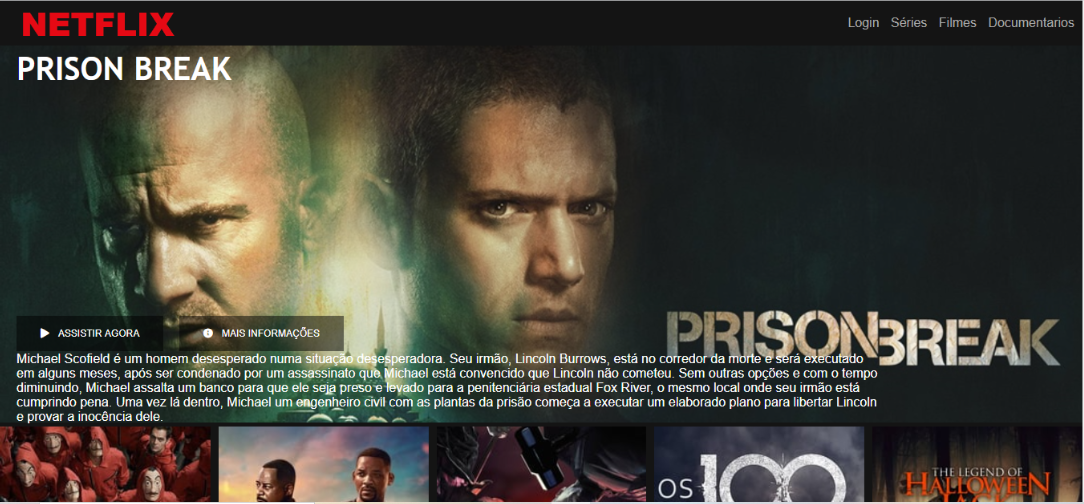 NETFLIX
Login Séries Filmes Documentarios
PRISON BREAK
PRISON BREAK
ASSISTIR AGORA
MAIS INFORMAÇÕES
Michael Scofield é um homem desesperado numa situação desesperadora. Seu irmão, Lincoln Burrows, está no corredor da morte e será executado
em alguns meses, após ser condenado por um assassinato que Michael está convencido que Lincoln não cometeu. Sem outras opções e com o tempo
diminuindo, Michael assalta um banco para que ele seja preso e levado para a penitenciária estadual Fox River, o mesmo local onde seu irmão está
cumprindo pena. Uma vez lá dentro, Michael um engenheiro civil com as plantas da prisão começa a executar um elaborado plano para libertar Lincoln
e provar a inocência dele.
OS 100
THE LEGEND OF
HALLOWEEN